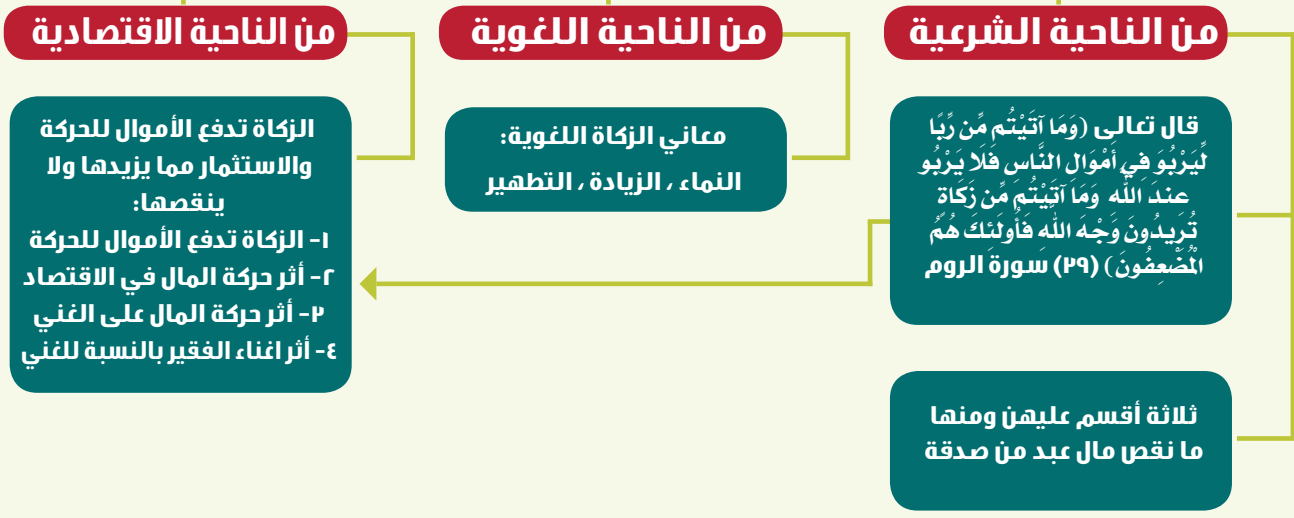 من الناحية الشرعية
قال تعالى (وَمَا آتَيْتُم مِّن رِّبًا
لِّيَرْبُوَ فِي أَمْوَالِ النَّاسِ فَلَا يَرْبُو
عِندَ اللَّهِ وَمَا آتَيْتُم مِّن زَكَاةٍ
تُرِيدُونَ وَجْهَ اللَّهِ فَأُولَئِكَ هُمُ
الْمُضْعِفُونَ) (٣٩) سورة الروم
ثلاثة أقسم عليهن ومنها
ما نقص مال عبد من صدقة
من الناحية اللغوية
معاني الزكاة اللغوية:
النماء ، الزيادة ، التطهير
من الناحية الاقتصادية
الزكاة تدفع الأموال للحركة
والاستثمار مما يزيدها ولا
ينقصها:
١- الزكاة تدفع الأموال للحركة
٢- أثر حركة المال في الاقتصاد
٣- أثر حركة المال على الغني
٤- أثر اغناء الفقير بالنسبة للغني